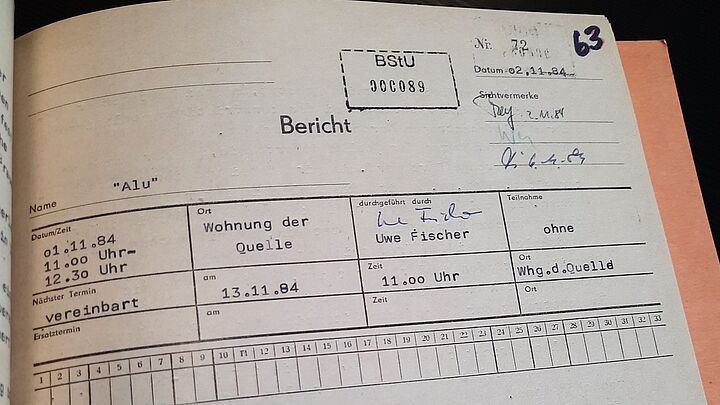 63
Nr. 72
BStU
000089
Datum 02.11.84
Sichtvermerke
2.11.84
Bericht
"Alu"
Name
Datum/Zeit
01.11.84
11.00 Uhr-
12.30 Uhr
Ort
Wohnung der
Quelle
durchgeführt durch
Uwe Fischer
Teilnahme
ohne
Nächster Termin
vereinbart
am
13.11.84
Zeit
11.00 Uhr
Ort
Whg.d.Quelle
Ersatztermin
am
Zeit
Ort
1 2 3 4 5 6 7 8 9 10 11 12 13 14 15 16 17 18 19 20 21 22 23 24 25 26 27 28 29 30 31 32 33